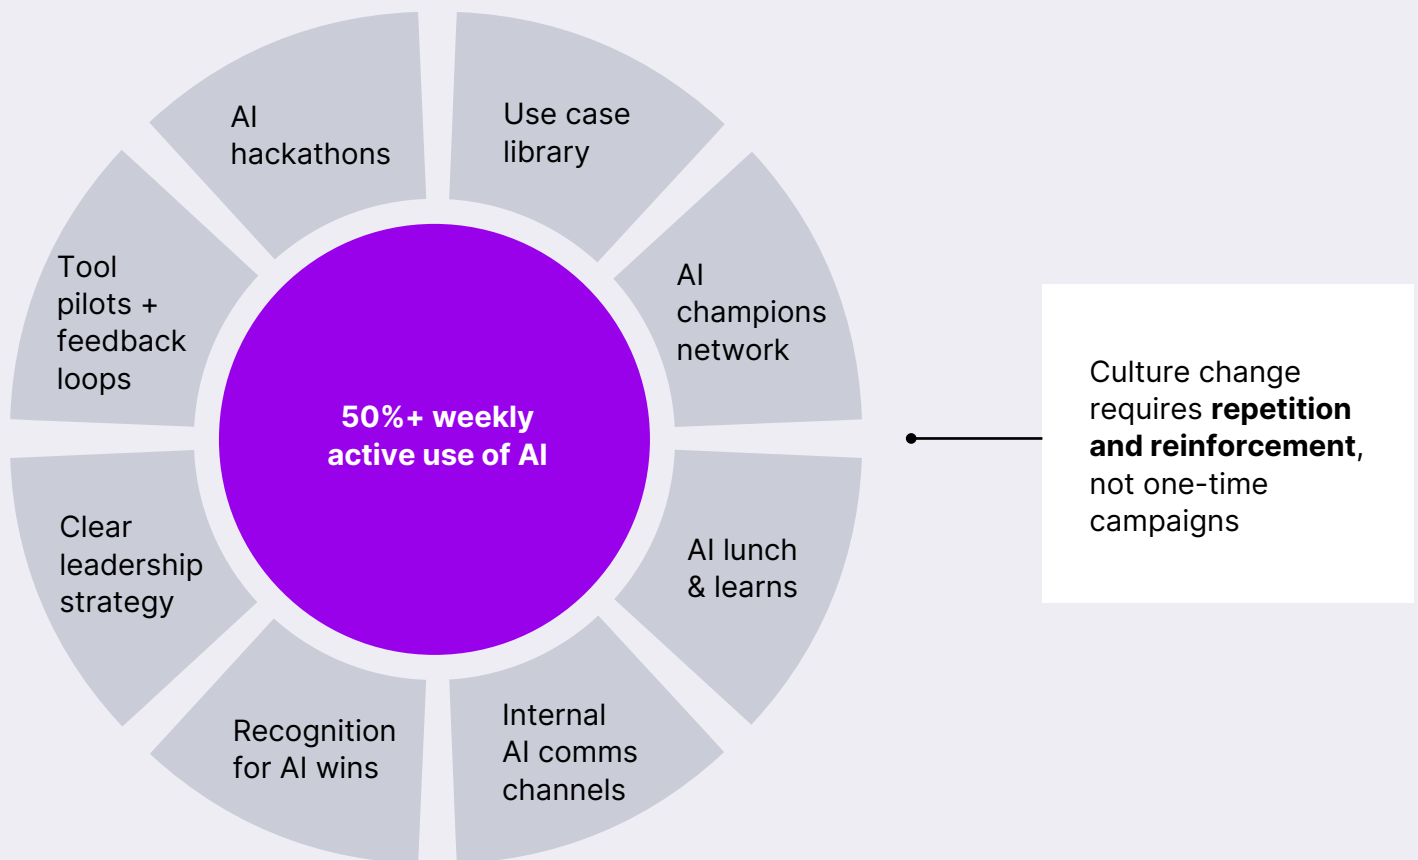 AI
hackathons
Use case
library
Tool
pilots +
feedback
loops
AI
champions
network
50%+ weekly
active use of AI
Culture change
requires repetition
and reinforcement,
not one-time
campaigns
Clear
leadership
strategy
AI lunch
& learns
Recognition
for AI wins
Internal
AI comms
channels